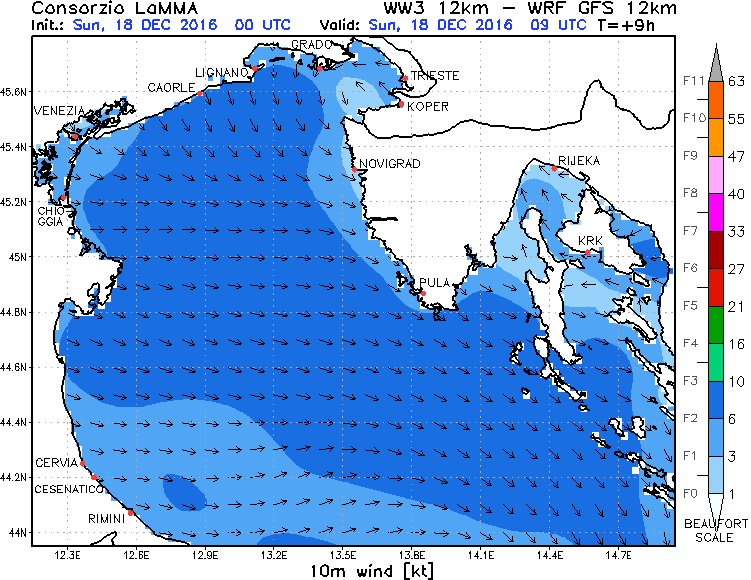 Consorzio LaMMA WW3 12km – WRF GFS 12km
Init.: Sun, 18 DEC 2016 00 UTC Valid: Sun, 18 DEC 2016 09 UTC T=+9h
GRADO
LIGNANO
TRIESTE
CAORLE
KOPER
VENEZIA
NOVIGRAD
RIJEKA
CHIO–
GGIA
KRK
PULA
CERVIA
CESENATICO
RIMINI
45.6N
45.4N
45.2N
45N
44.8N
44.6N
44.4N
44.2N
44N
12.3E 12.6E 12.9E 13.2E 13.5E 13.8E 14.1E 14.4E 14.7E
10m wind [kt]
F11 63
F10 55
F9 47
F8 40
F7 33
F6 27
F5 21
F4 16
F3 10
F2 6
F1 3
F0 1
BEAUFORT
SCALE